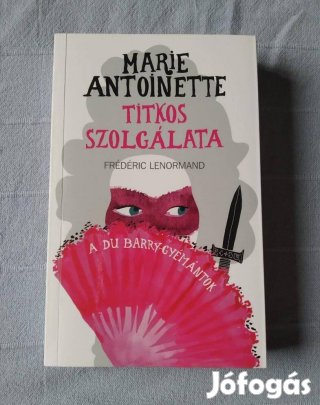 MARIE
ANTOINETTE
TITKOS
SZOLGÁLATA
FRÉDÉRIC LENORMAND
A DU BARRY-GYÉMÁNTOK
Jófogás